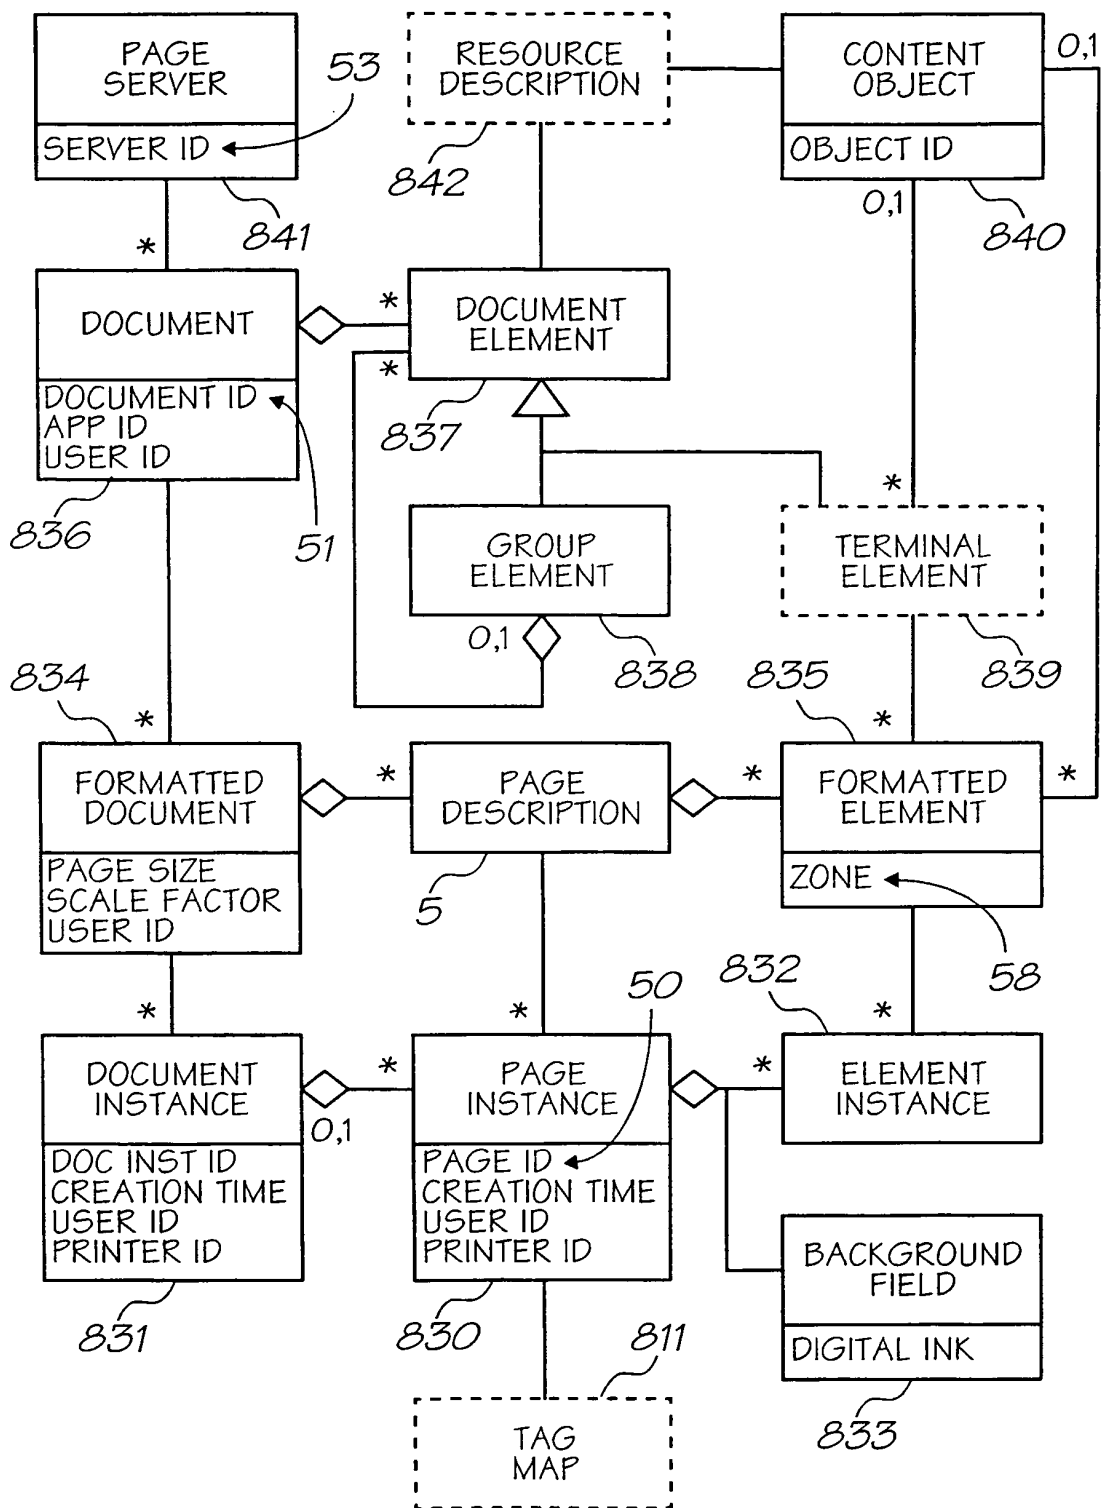 PAGE
SERVER
SERVER ID
53
841
*
RESOURCE
DESCRIPTION
842
CONTENT
OBJECT
OBJECT ID
0,1
0,1
840
DOCUMENT
DOCUMENT ID
APP ID
USER ID
836
51
*
*
DOCUMENT
ELEMENT
837
GROUP
ELEMENT
0,1
838
*
TERMINAL
ELEMENT
839
834
*
FORMATTED
DOCUMENT
PAGE SIZE
SCALE FACTOR
USER ID
*
PAGE
DESCRIPTION
5
*
835
*
*
FORMATTED
ELEMENT
ZONE
58
*
DOCUMENT
INSTANCE
DOC INST ID
CREATION TIME
USER ID
PRINTER ID
831
0,1
*
*
50
PAGE
INSTANCE
PAGE ID
CREATION TIME
USER ID
PRINTER ID
830
*
832
*
ELEMENT
INSTANCE
BACKGROUND
FIELD
DIGITAL INK
833
811
TAG
MAP